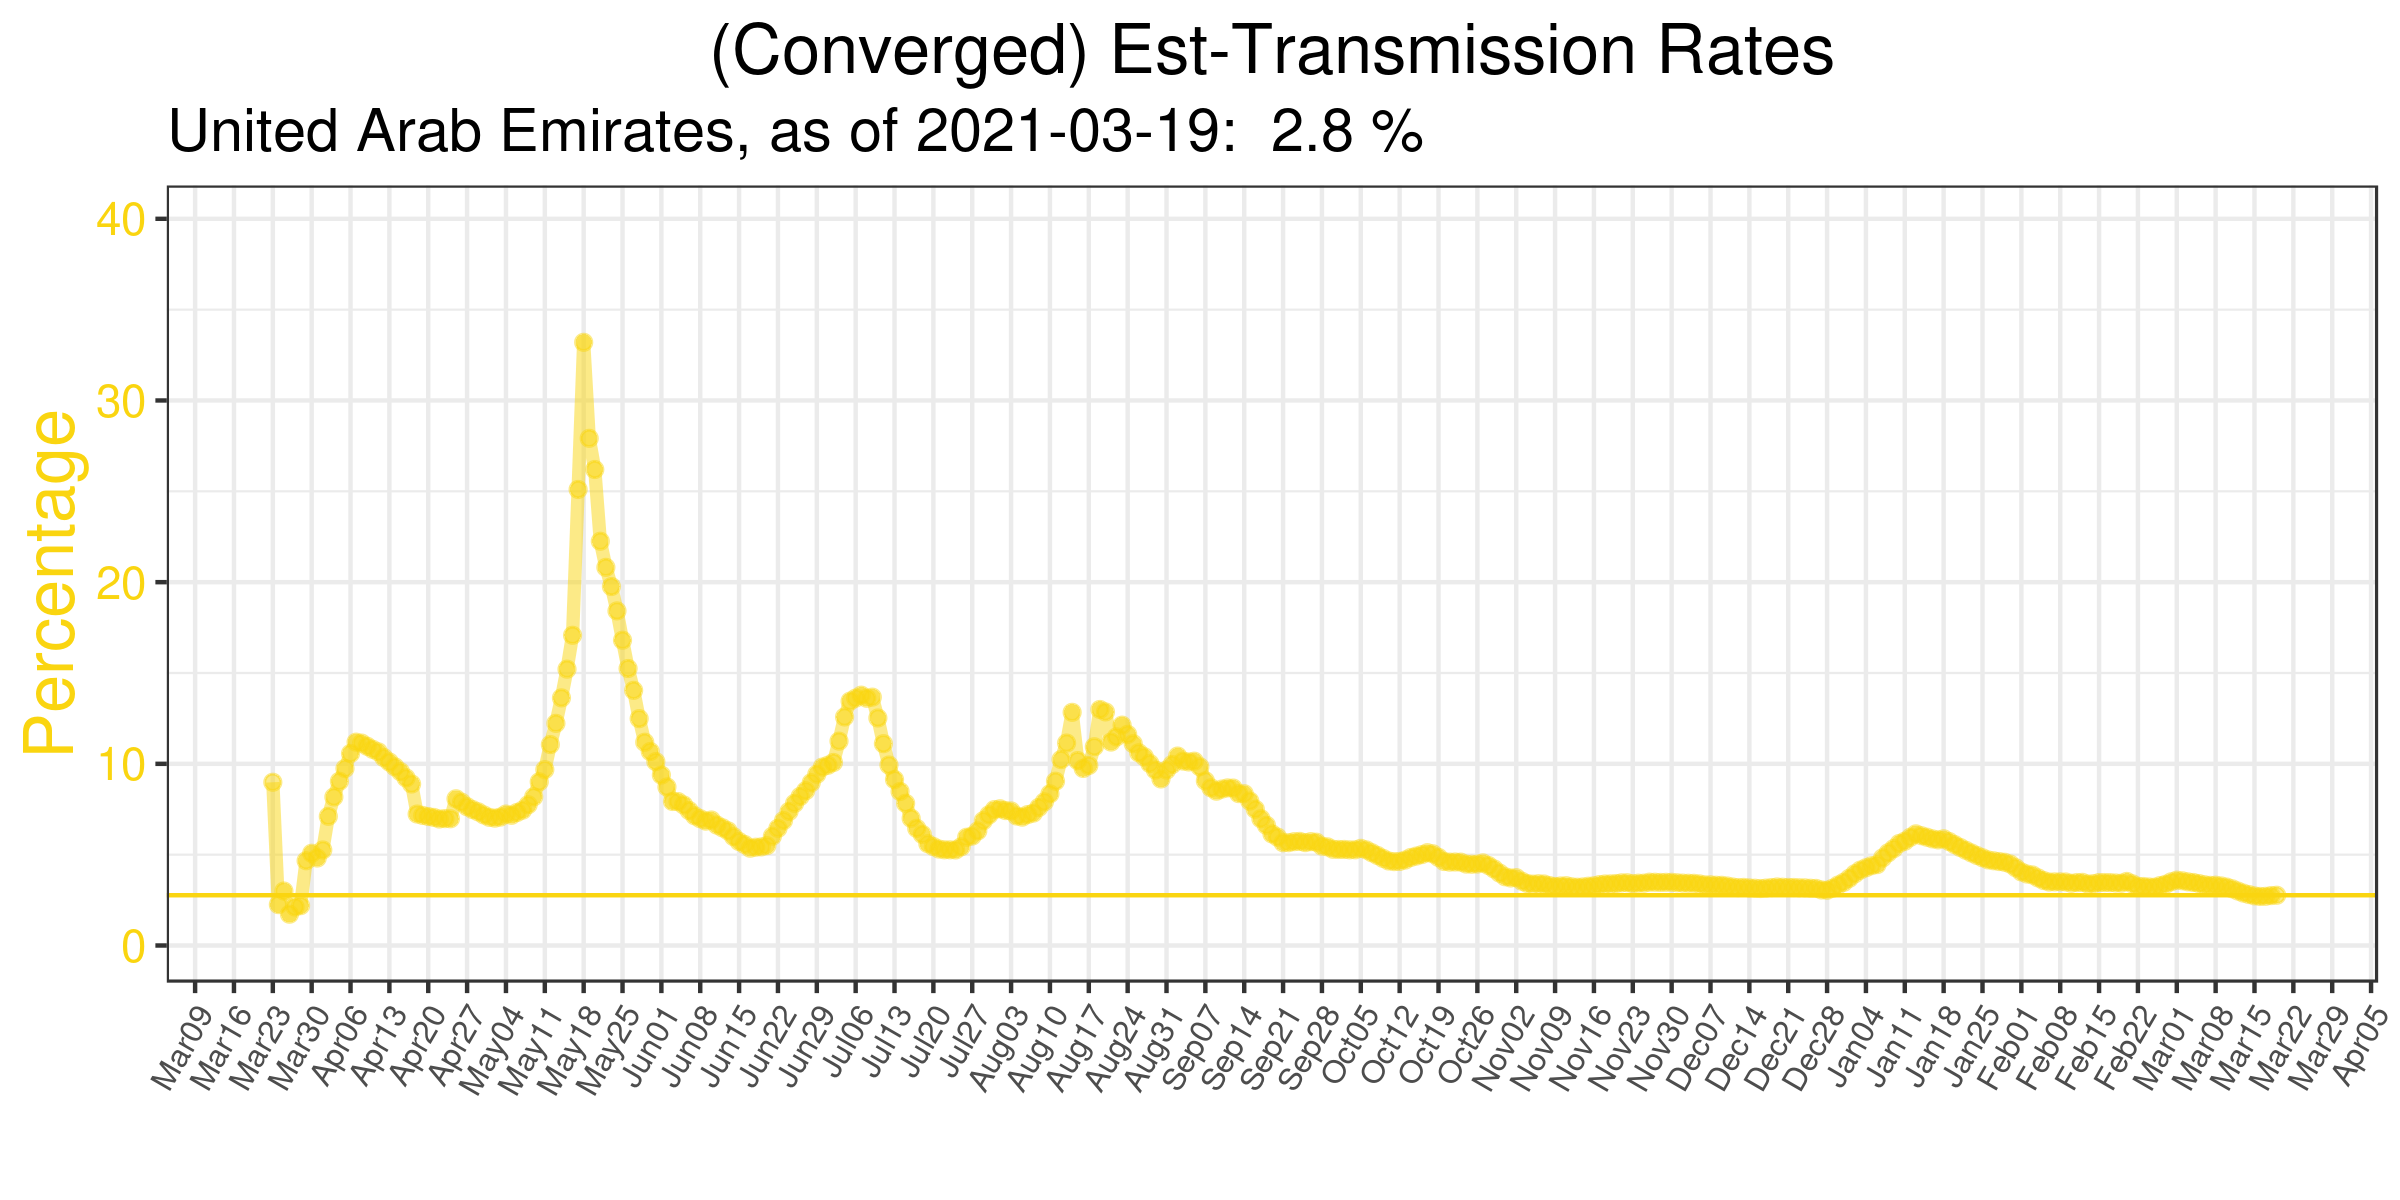 (Converged) Est-Transmission Rates
United Arab Emirates, as of 2021-03-19:  2.8 %
Percentage
40
30
20
10
0
Mar09
Mar16
Mar23
Mar30
Apr06
Apr13
Apr20
Apr27
May04
May11
May18
May25
Jun01
Jun08
Jun15
Jun22
Jun29
Jul06
Jul13
Jul20
Jul27
Aug03
Aug10
Aug17
Aug24
Aug31
Sep07
Sep14
Sep21
Sep28
Oct05
Oct12
Oct19
Oct26
Nov02
Nov09
Nov16
Nov23
Nov30
Dec07
Dec14
Dec21
Dec28
Jan04
Jan11
Jan18
Jan25
Feb01
Feb08
Feb15
Feb22
Mar01
Mar08
Mar15
Mar22
Mar29
Apr05